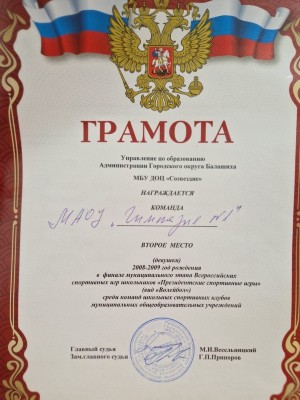 ГРАМОТА
Управление по образованию
Администрации Городского округа Балашиха
МБУ ДОЦ «Созвездие»
НАГРАЖДАЕТСЯ
КОМАНДА
МАОУ „Гимназия №1"
ВТОРОЕ МЕСТО
(девушки)
2008-2009 год рождения
в финале муниципального этапа Всероссийских
спортивных игр школьников «Президентские спортивные игры»
(вид «Волейбол»)
среди команд школьных спортивных клубов
муниципальных общеобразовательных учреждений
Главный судья М.И.Весельницкий
Зам.главного судьи Г.П.Припоров